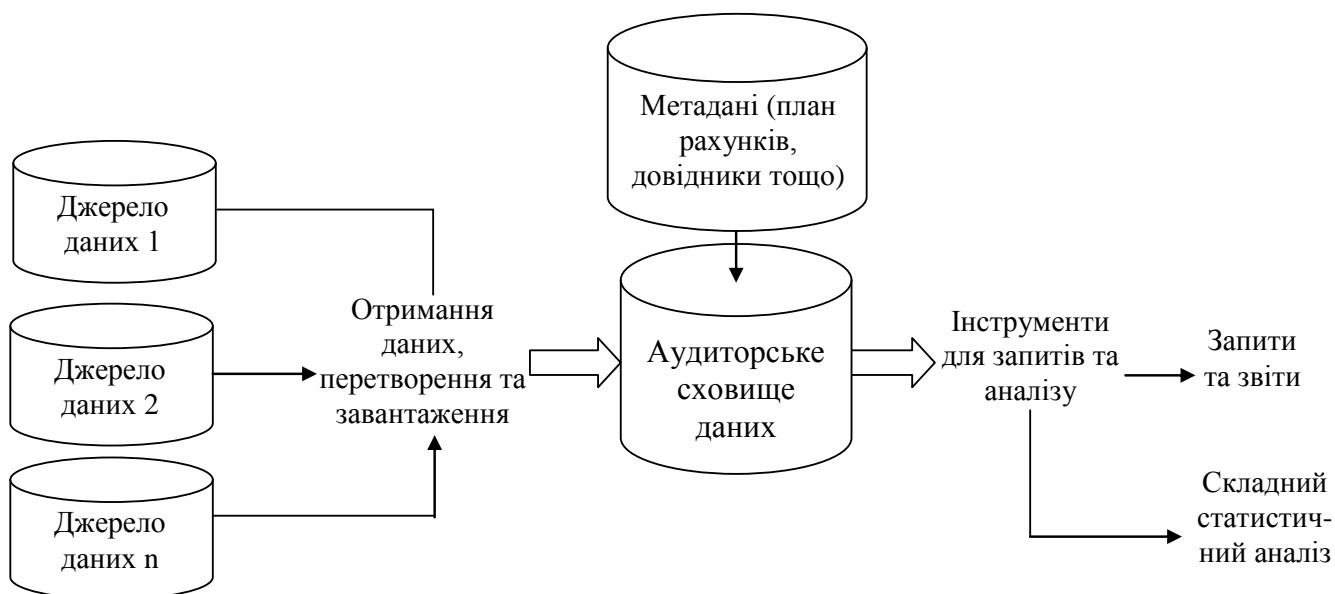 Метадані (план
рахунків,
довідники тощо)
Джерело
даних 1
Джерело
даних 2
Джерело
даних n
Отримання
даних,
перетворення та
завантаження
Аудиторське
сховище
даних
Інструменти
для запитів та
аналізу
Запити
та звіти
Складний
статистич-
ний аналіз